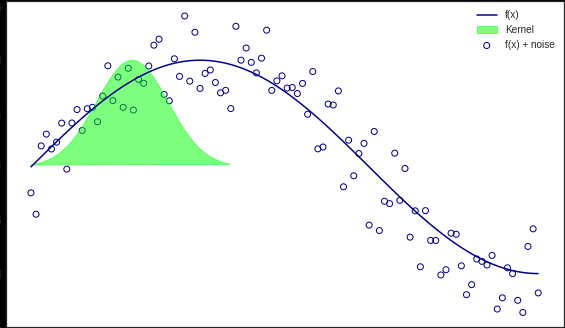 f(x)
Kernel
f(x) + noise